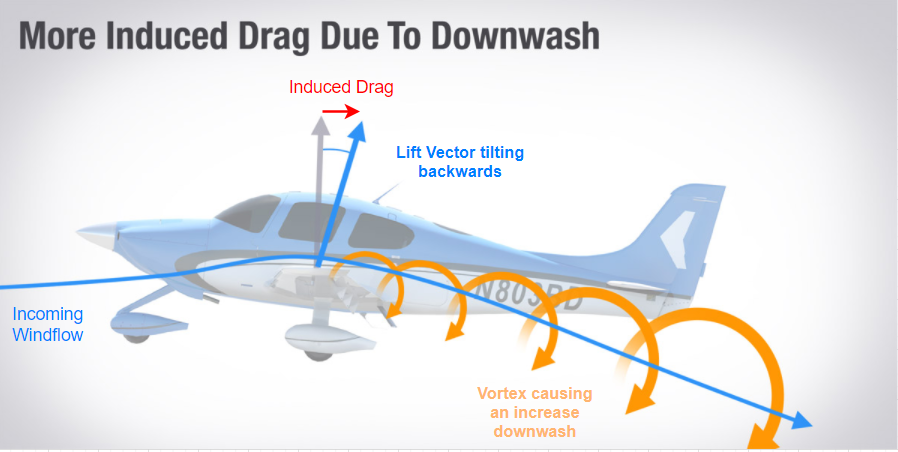 More Induced Drag Due To Downwash
Induced Drag
Lift Vector tilting
backwards
N809DD
Incoming
Windflow
Vortex causing
an increase
downwash